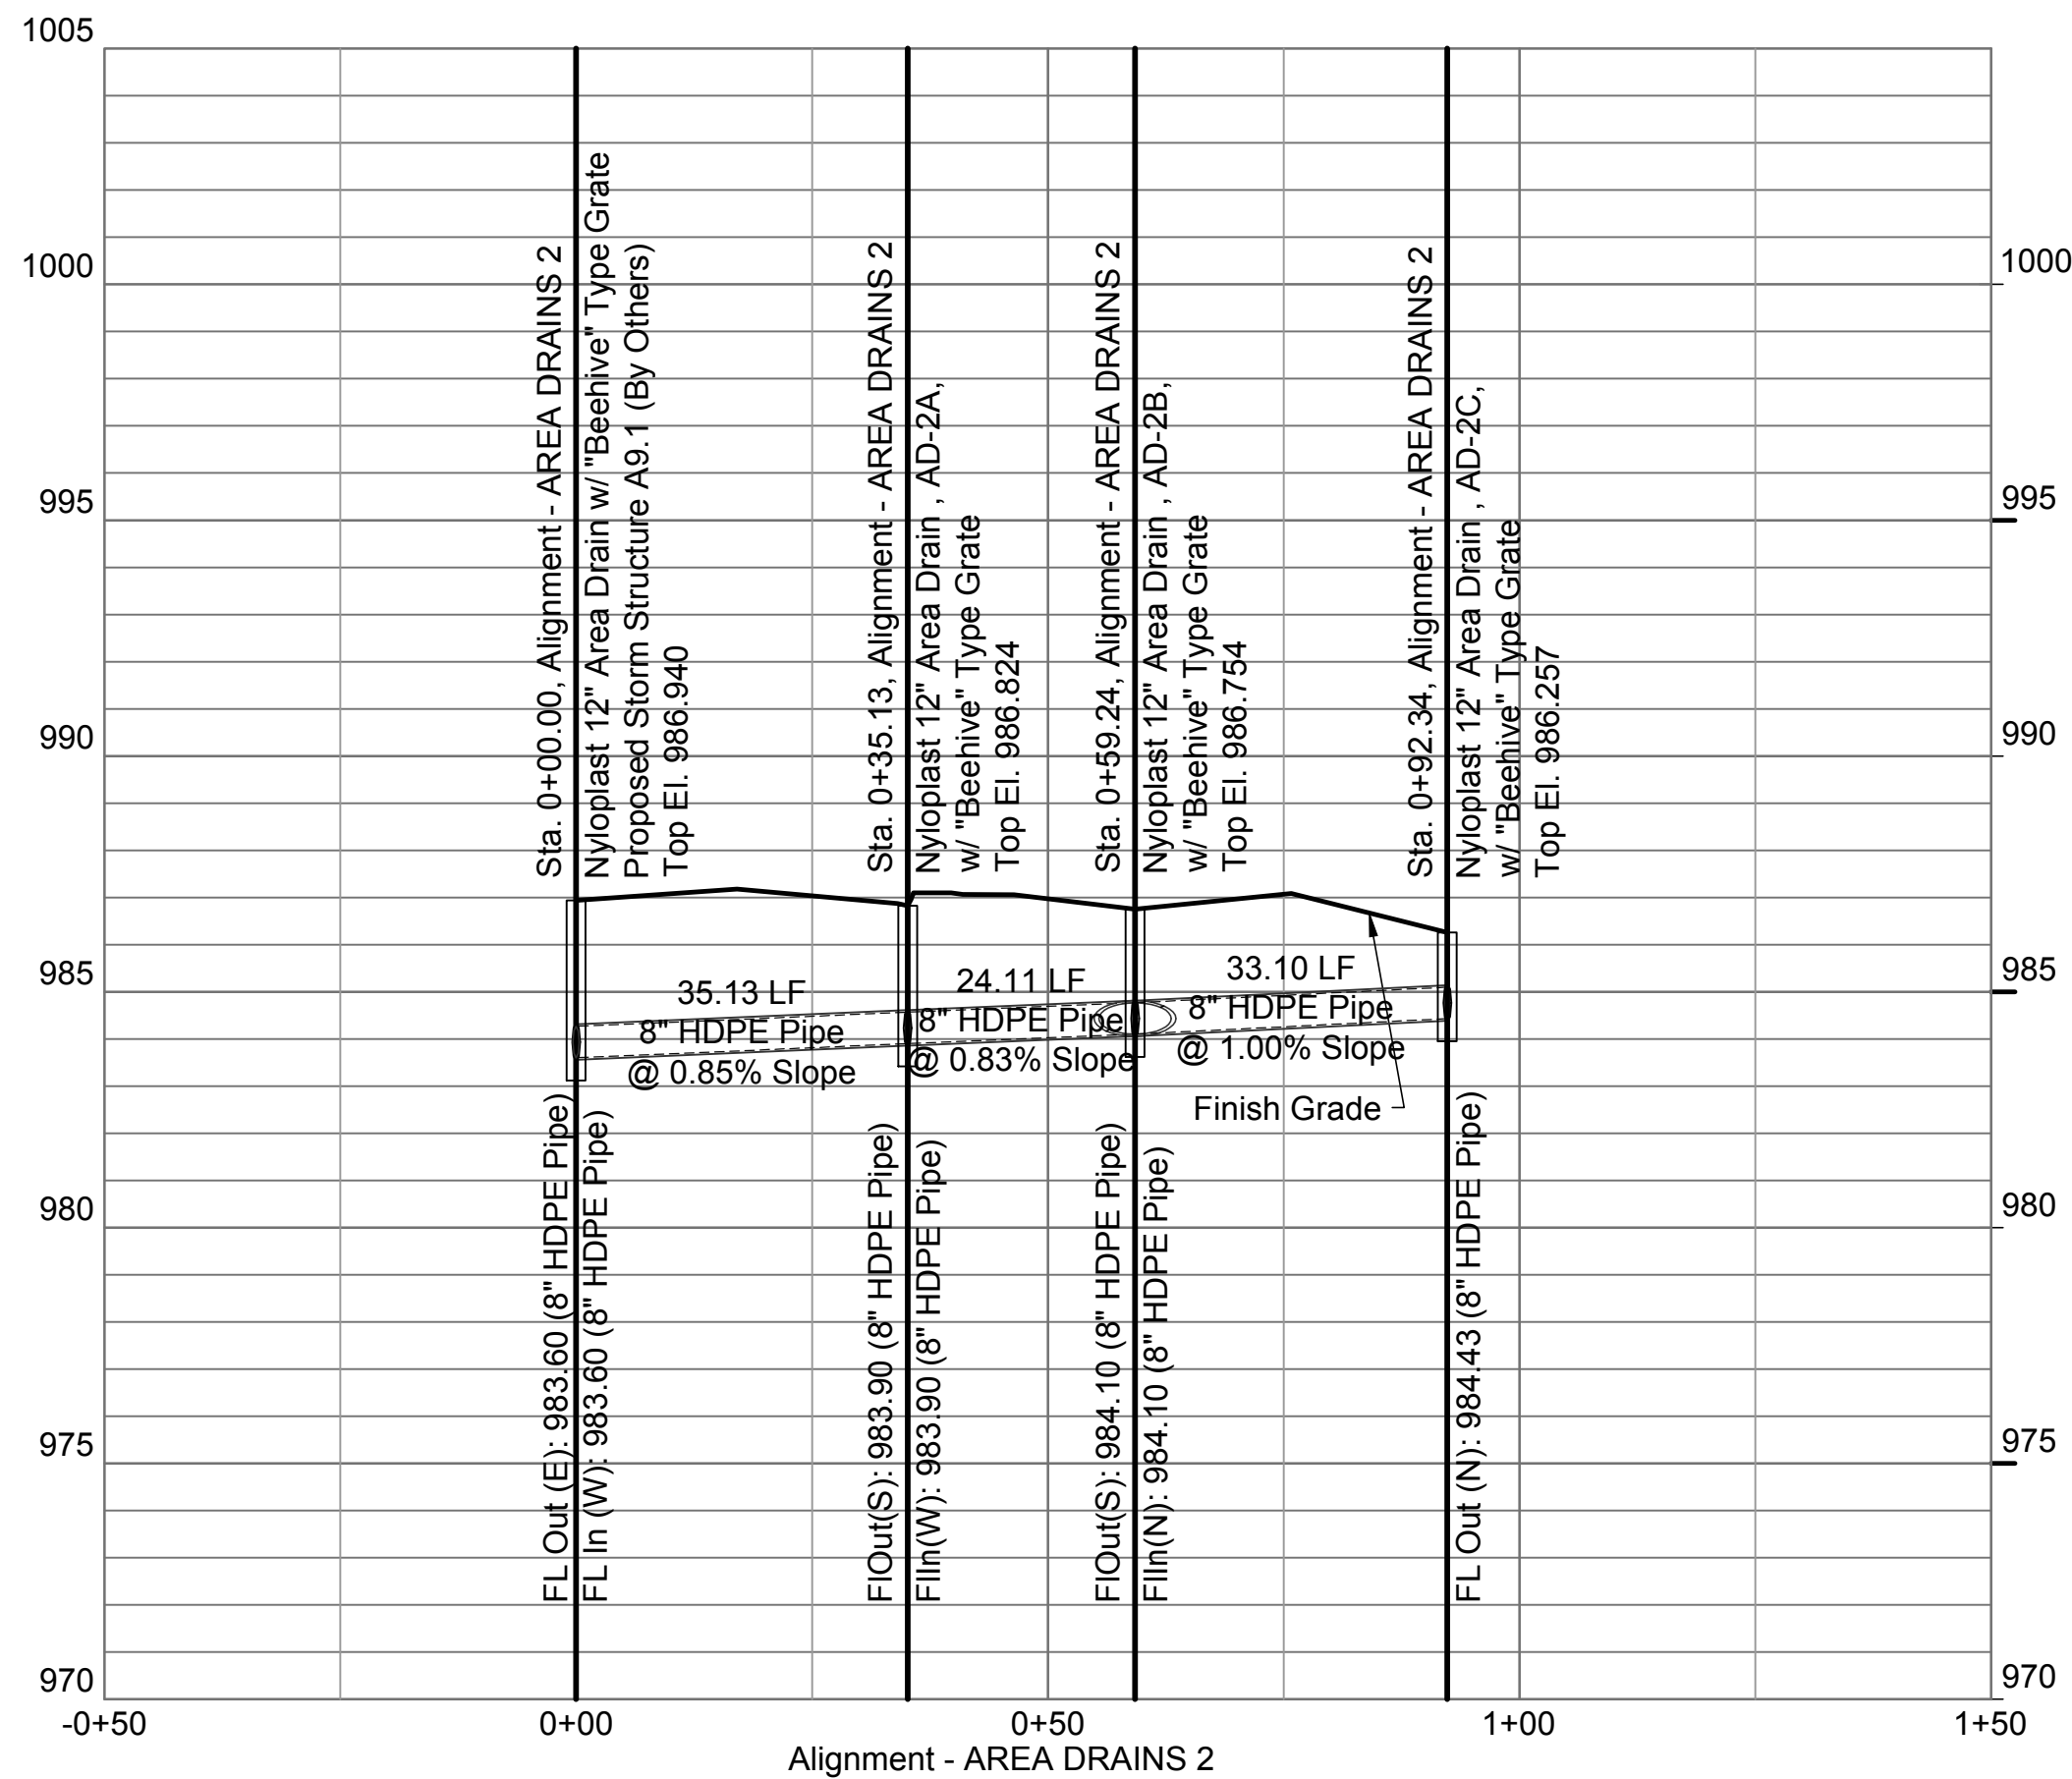 1005
1000
995
990
985
980
975
970
1000
995
990
985
980
975
970
Sta. 0+00.00, Alignment - AREA DRAINS 2
Nyloplast 12" Area Drain w/ "Beehive" Type Grate
Proposed Storm Structure A9.1 (By Others)
Top El. 986.940
Sta. 0+35.13, Alignment - AREA DRAINS 2
Nyloplast 12" Area Drain , AD-2A,
w/ "Beehive" Type Grate
Top El. 986.824
Sta. 0+59.24, Alignment - AREA DRAINS 2
Nyloplast 12" Area Drain , AD-2B,
w/ "Beehive" Type Grate
Top El. 986.754
Sta. 0+92.34, Alignment - AREA DRAINS 2
Nyloplast 12" Area Drain , AD-2C,
w/ "Beehive" Type Grate
Top El. 986.257
35.13 LF
8" HDPE Pipe
@ 0.85% Slope
24.11 LF
8" HDPE Pipe
@ 0.83% Slope
33.10 LF
8" HDPE Pipe
@ 1.00% Slope
Finish Grade
FL Out (E): 983.60 (8" HDPE Pipe)
FL In (W): 983.60 (8" HDPE Pipe)
FlOut(S): 983.90 (8" HDPE Pipe)
FlIn(W): 983.90 (8" HDPE Pipe)
FlOut(S): 984.10 (8" HDPE Pipe)
FlIn(N): 984.10 (8" HDPE Pipe)
FL Out (N): 984.43 (8" HDPE Pipe)
-0+50
0+00
0+50
1+00
1+50
Alignment - AREA DRAINS 2